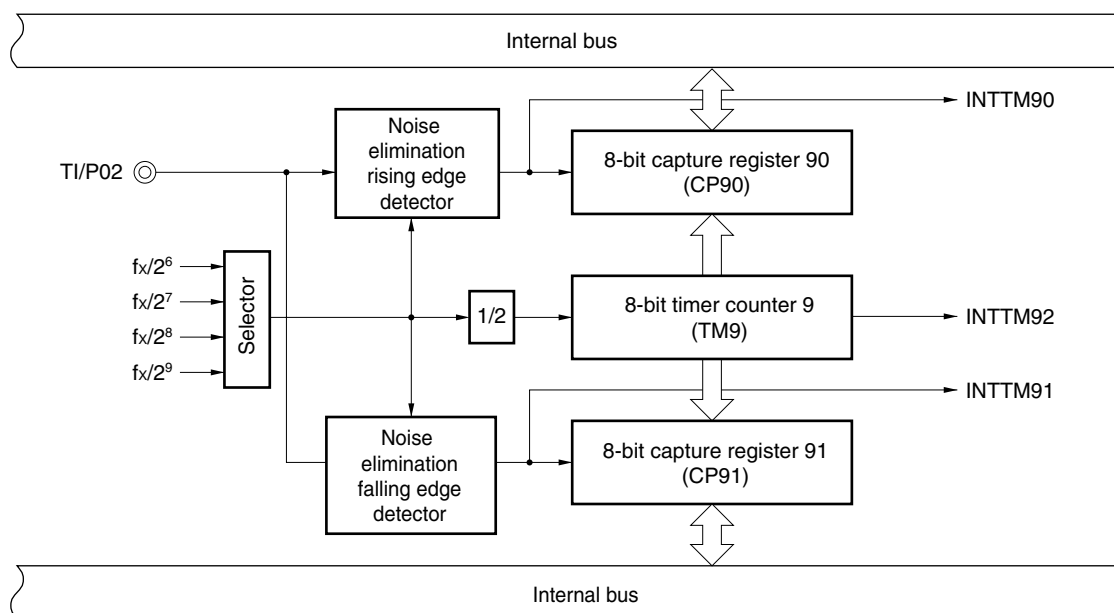 Internal bus
INTTM90
Noise
elimination
rising edge
detector
8-bit capture register 90
(CP90)
TI/P02
fx/2⁶
fx/2⁷
fx/2⁸
fx/2⁹
Selector
1/2
8-bit timer counter 9
(TM9)
INTTM92
INTTM91
Noise
elimination
falling edge
detector
8-bit capture register 91
(CP91)
Internal bus